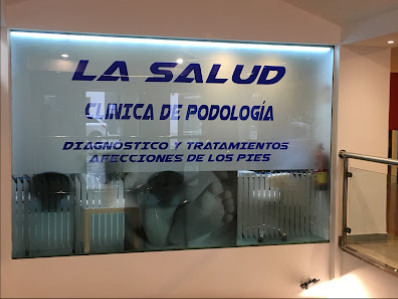 LA SALUD
CLINICA DE PODOLOGÍA
DIAGNOSTICO Y TRATAMIENTOS
AFECCIONES DE LOS PIES